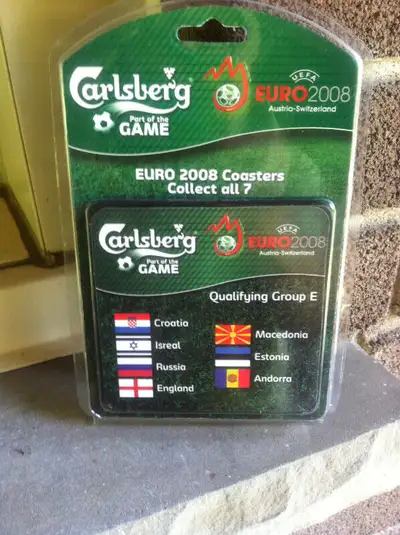 Carlsberg
Part of the
GAME
UEFA
EURO2008
Austria-Switzerland
EURO 2008 Coasters
Collect all 7
Carlsberg
Part of the
GAME
UEFA
EURO2008
Austria-Switzerland
Qualifying Group E
Croatia
Isreal
Russia
England
Macedonia
Estonia
Andorra